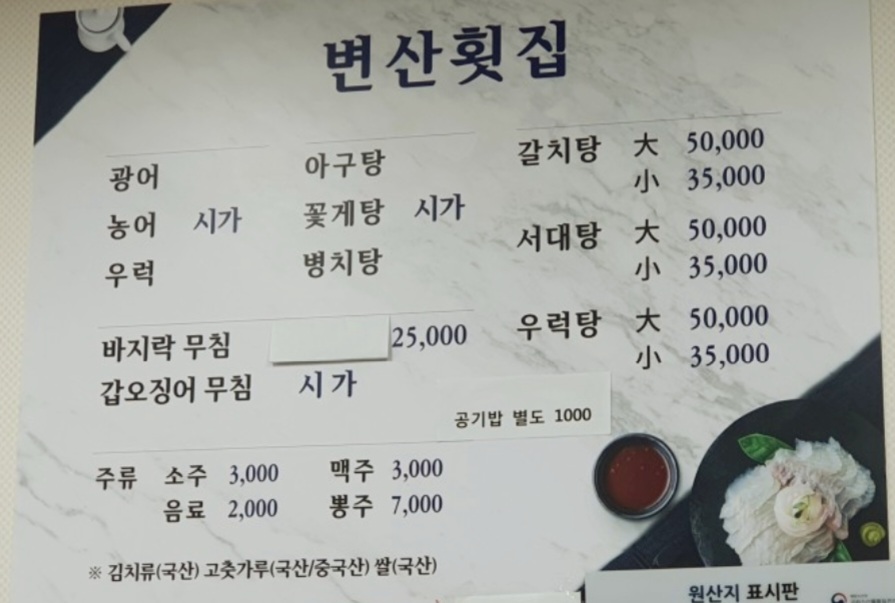 변산횟집
광어
농어 시가
우럭
아구탕
꽃게탕 시가
병치탕
갈치탕 大 50,000
小 35,000
서대탕 大 50,000
小 35,000
우럭탕 大 50,000
小 35,000
바지락 무침 25,000
갑오징어 무침 시가
공기밥 별도 1000
주류 소주 3,000 맥주 3,000
음료 2,000 뽕주 7,000
※ 김치류(국산) 고춧가루(국산/중국산) 쌀(국산)
원산지 표시판